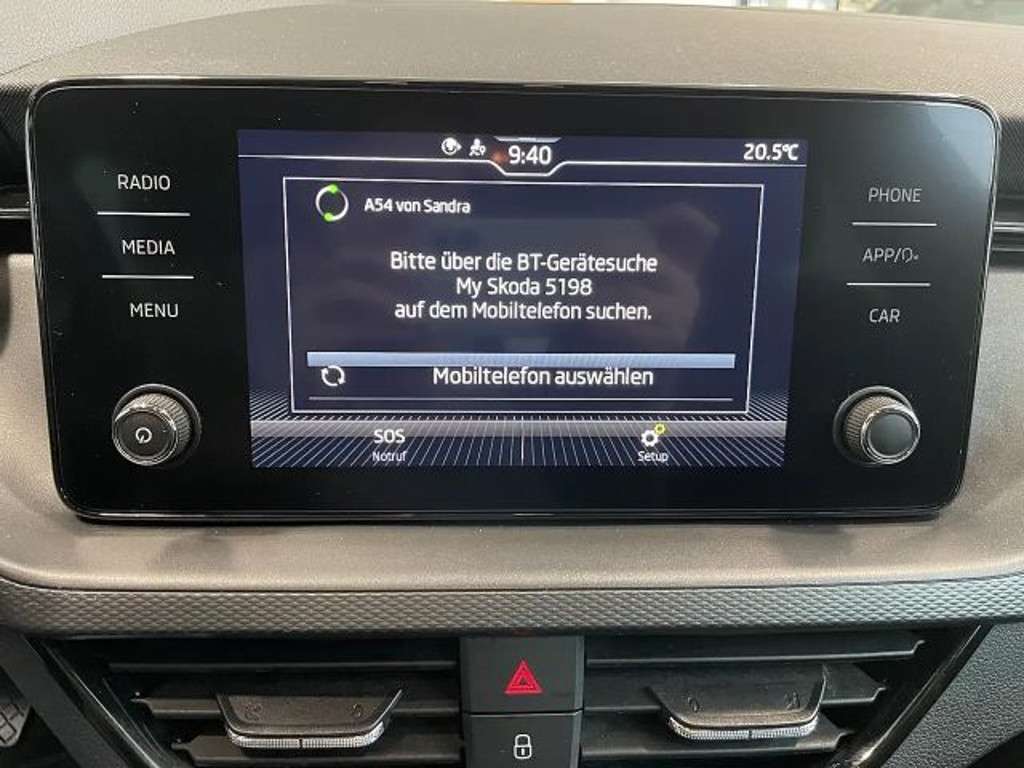 9:40
20.5°C
RADIO
MEDIA
MENU
A54 von Sandra
Bitte über die BT-Gerätesuche
My Skoda 5198
auf dem Mobiltelefon suchen.
Mobiltelefon auswählen
SOS
Notruf
Setup
PHONE
APP/
CAR